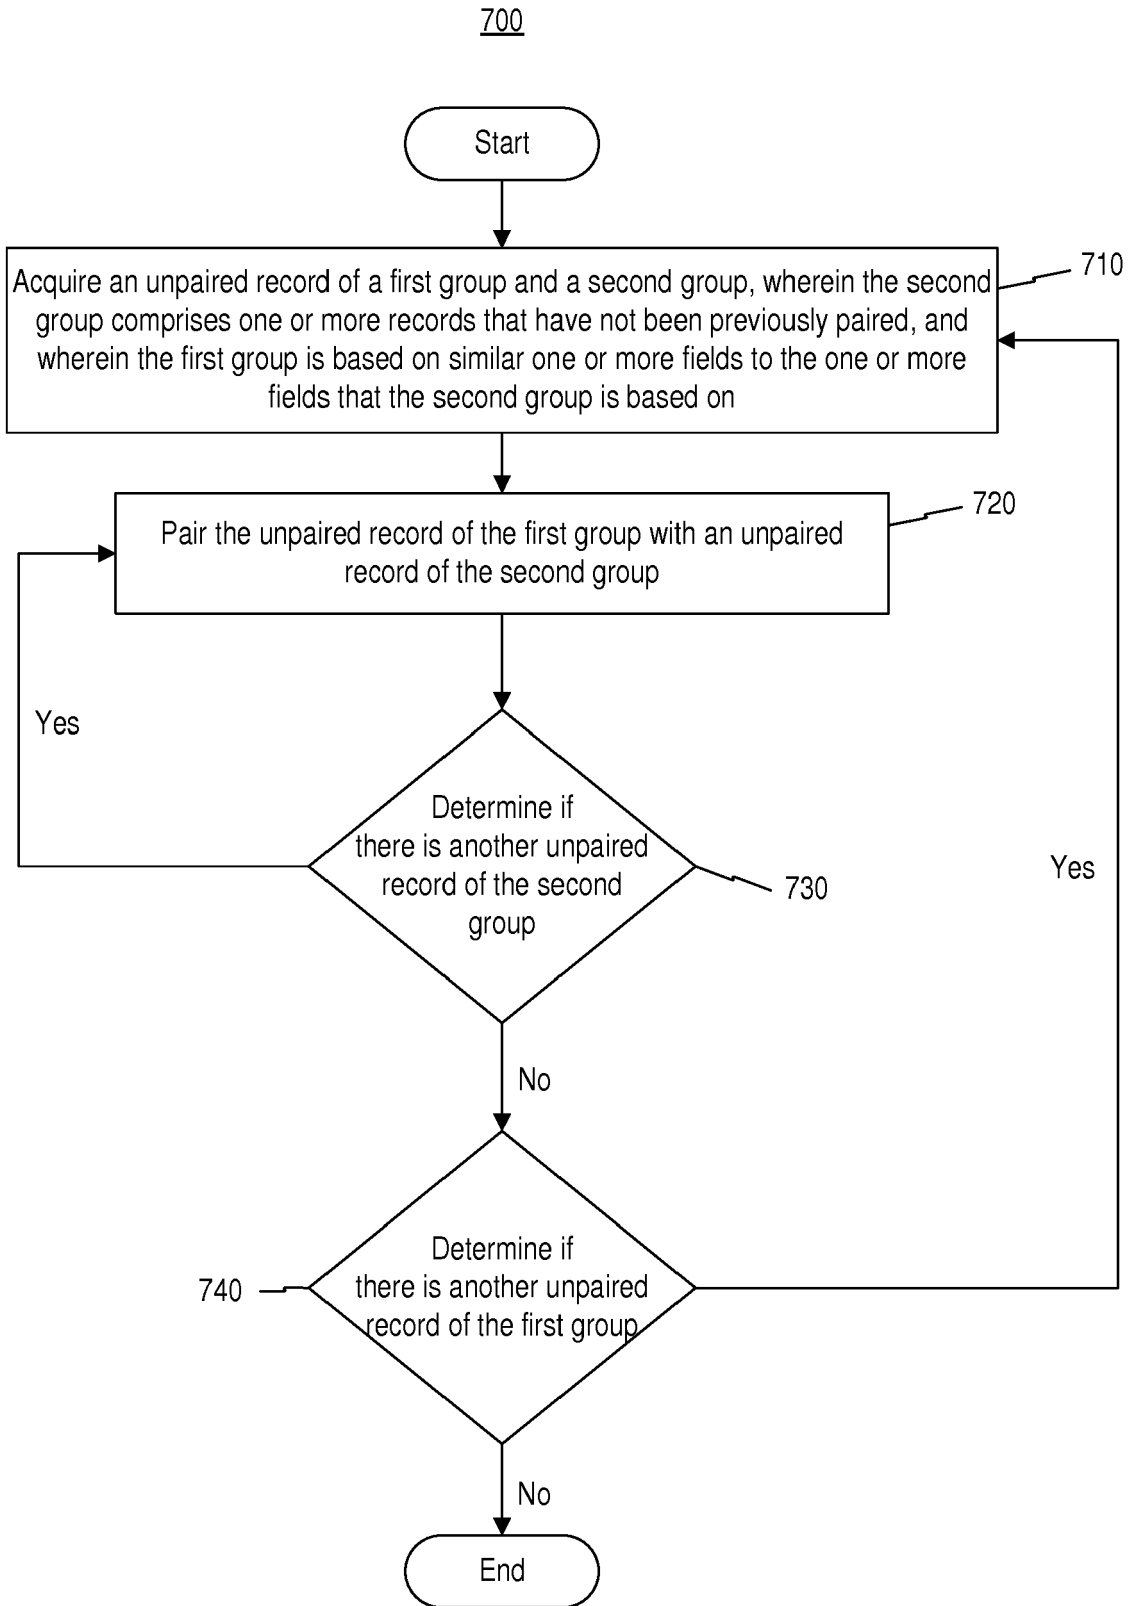 700
Start
Acquire an unpaired record of a first group and a second group, wherein the second
group comprises one or more records that have not been previously paired, and
wherein the first group is based on similar one or more fields to the one or more
fields that the second group is based on
710
Pair the unpaired record of the first group with an unpaired
record of the second group
720
Yes
Determine if
there is another unpaired
record of the second
group
730
Yes
No
Determine if
there is another unpaired
record of the first group
740
No
End